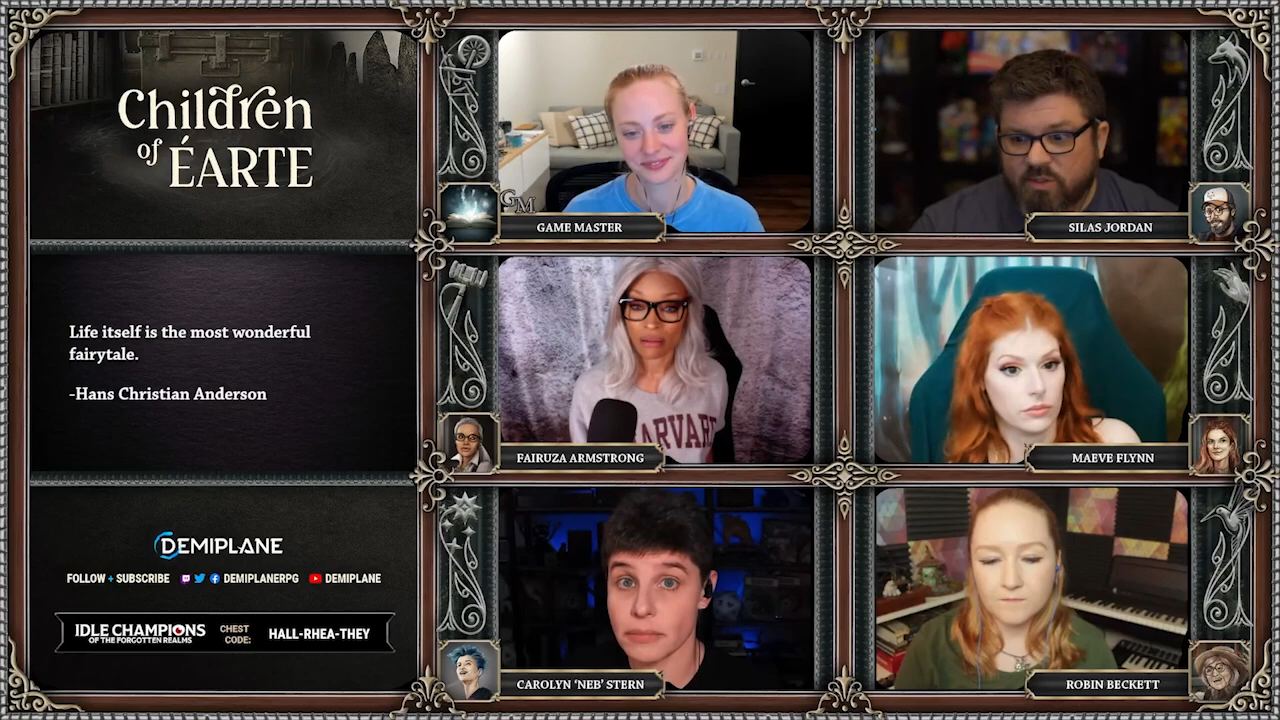 Children
of ÉARTE
Life itself is the most wonderful
fairytale.
-Hans Christian Anderson
DEMIPLANE
FOLLOW + SUBSCRIBE DEMIPLANERPG DEMIPLANE
IDLE CHAMPIONS
OF THE FORGOTTEN REALMS
CHEST
CODE:
HALL-RHEA-THEY
GM
GAME MASTER
SILAS JORDAN
ARVARD
FAIRUZA ARMSTRONG
MAEVE FLYNN
CAROLYN ‘NEB’ STERN
ROBIN BECKETT